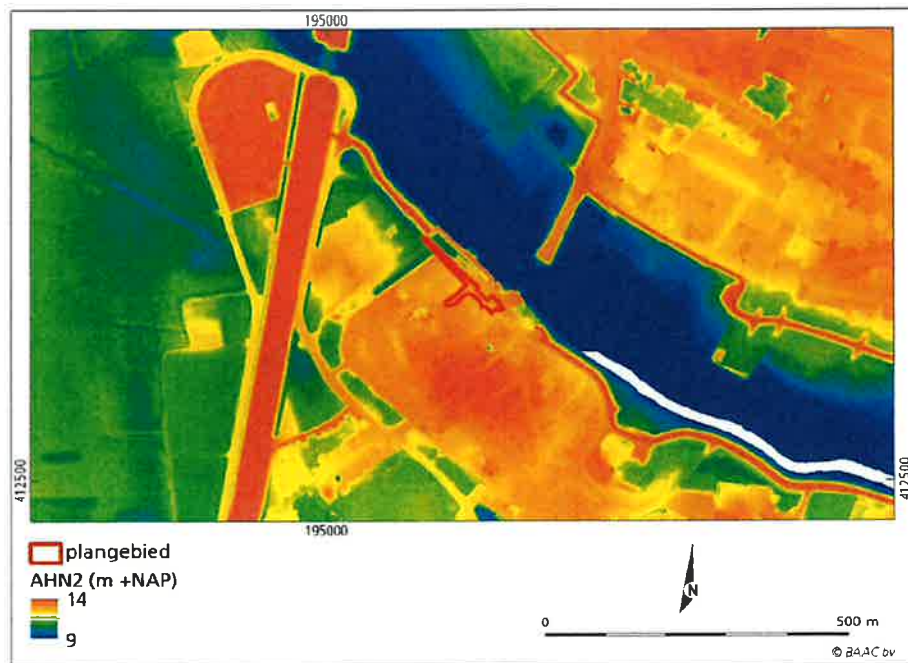 195000
412500
412500
195000
plangebied
AHN2 (m +NAP)
14
9
N
0 500 m
© BAAC bv